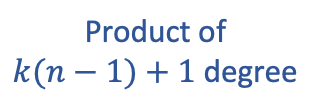 Product of
k(n − 1) + 1 degree